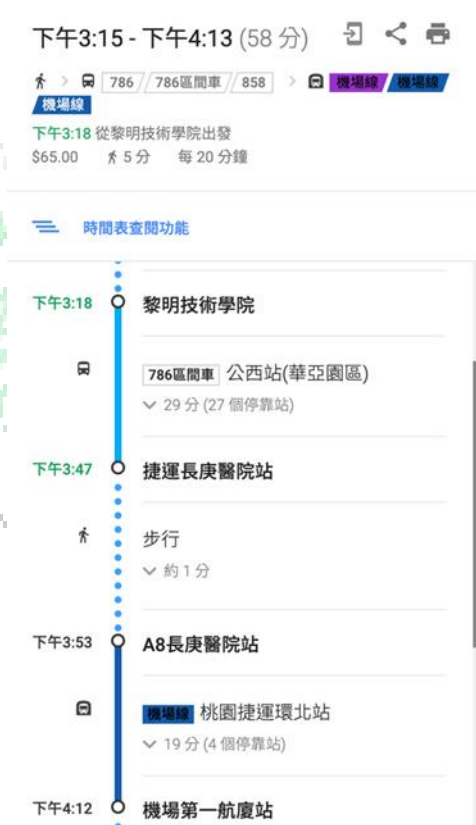 下午3:15 - 下午4:13 (58 分)
786 786區間車 858 機場線 機場線
機場線
下午3:18 從黎明技術學院出發
$65.00 5 分 每 20 分鐘
時間表查閱功能
下午3:18 黎明技術學院
786區間車 公西站(華亞園區)
29 分 (27 個停靠站)
下午3:47 捷運長庚醫院站
步行
約 1 分
下午3:53 A8長庚醫院站
機場線 桃園捷運環北站
19 分 (4 個停靠站)
下午4:12 機場第一航廈站